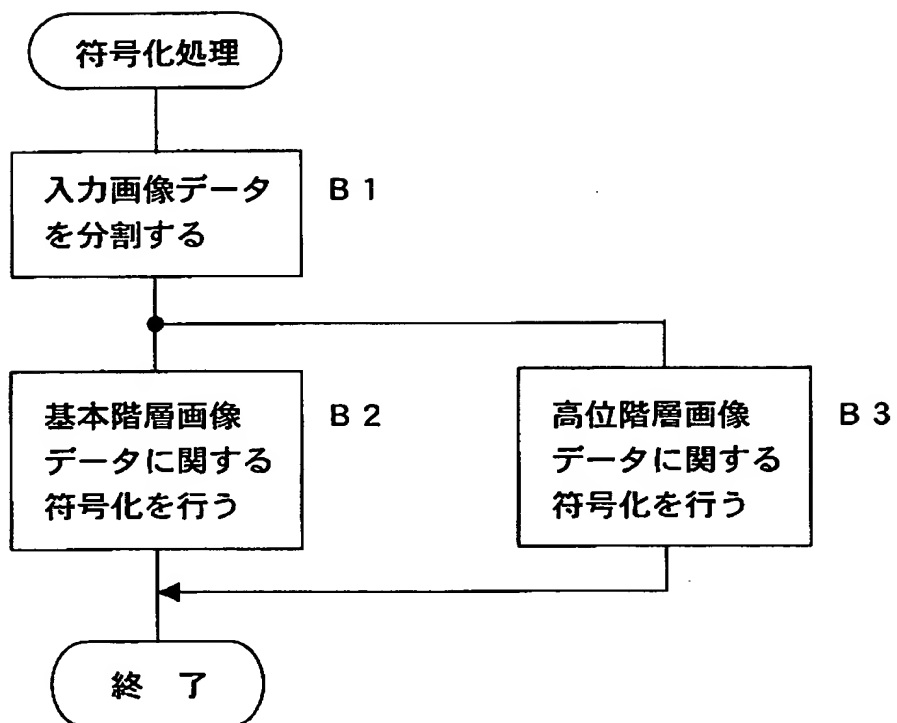 符号化処理
入力画像データ
を分割する
B1
基本階層画像
データに関する
符号化を行う
B2
高位階層画像
データに関する
符号化を行う
B3
終 了